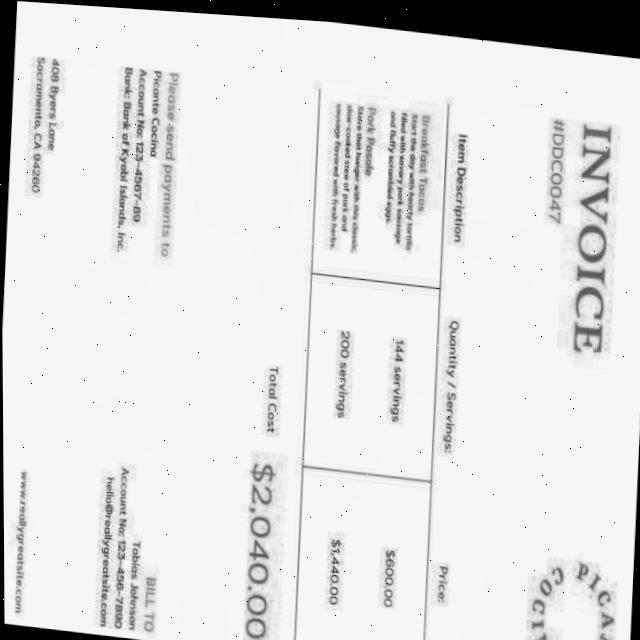 INVOICE
#DDC0047
Item Description
Quantity / Servings:
Price:
Breakfast Tacos
Start the day with hearty tortilla
filled with savory pork sausage
and fluffy scrambled eggs.
144 servings
$600.00
Pork Posole
Starve that hunger with this classic,
slow-cooked stew of pork and
sausage flavored with fresh herbs.
200 servings
$1,440.00
Total Cost
$2,040.00
Please send payments to
Picante Cocina
Account No: 123-4567-89
Bank: Bank of Kyobi Islands, Inc.
BILL TO
Tobias Johnson
Account No: 123-456-7890
hello@reallygreatsite.com
408 Byers Lane
Sacramento, CA 94260
www.reallygreatsite.com